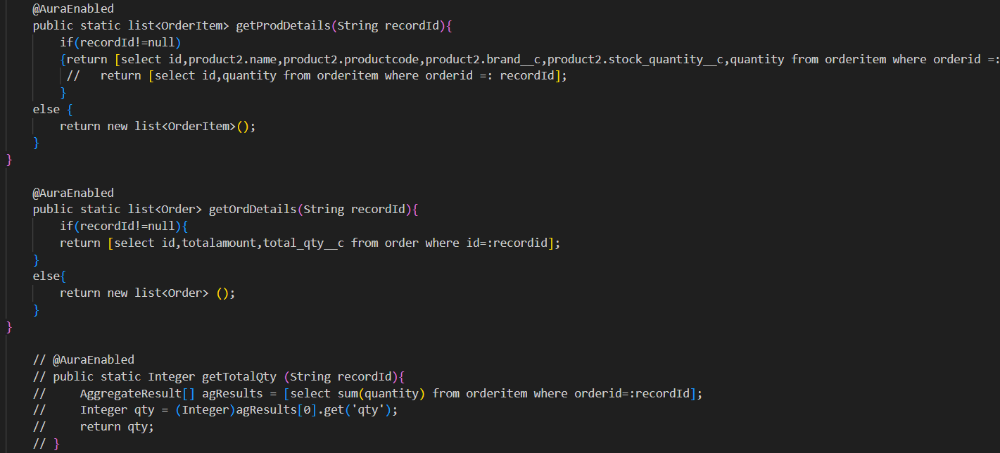 @AuraEnabled
public static list<OrderItem> getProdDetails(String recordId){
if(recordId!=null)
{return [select id,product2.name,product2.productcode,product2.brand__c,product2.stock_quantity__c,quantity from orderitem where orderid =:
//   return [select id,quantity from orderitem where orderid =: recordId];
}
else {
return new list<OrderItem>();
}
}
@AuraEnabled
public static list<Order> getOrdDetails(String recordId){
if(recordId!=null){
return [select id,totalamount,total_qty__c from order where id=:recordid];
}
else{
return new list<Order> ();
}
}
// @AuraEnabled
// public static Integer getTotalQty (String recordId){
//     AggregateResult[] agResults = [select sum(quantity) from orderitem where orderid=:recordId];
//     Integer qty = (Integer)agResults[0].get('qty');
//     return qty;
// }